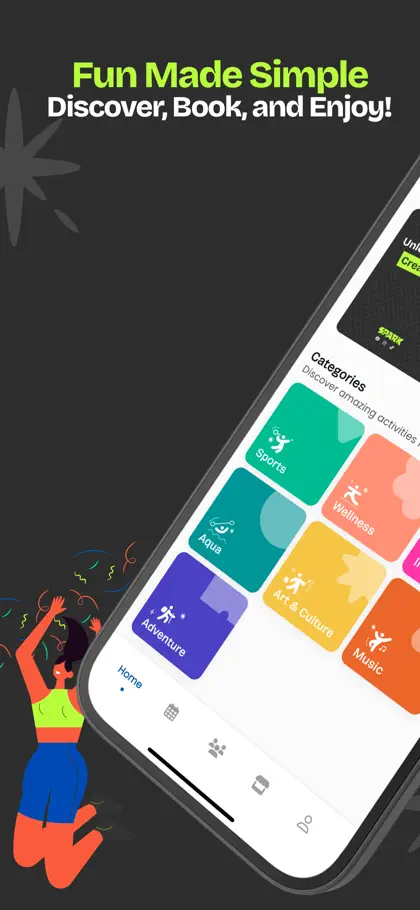 Fun Made Simple
Discover, Book, and Enjoy!
SPARK
Categories
Discover amazing activities
Sports
Wellness
Aqua
Art & Culture
Adventure
Music
Home